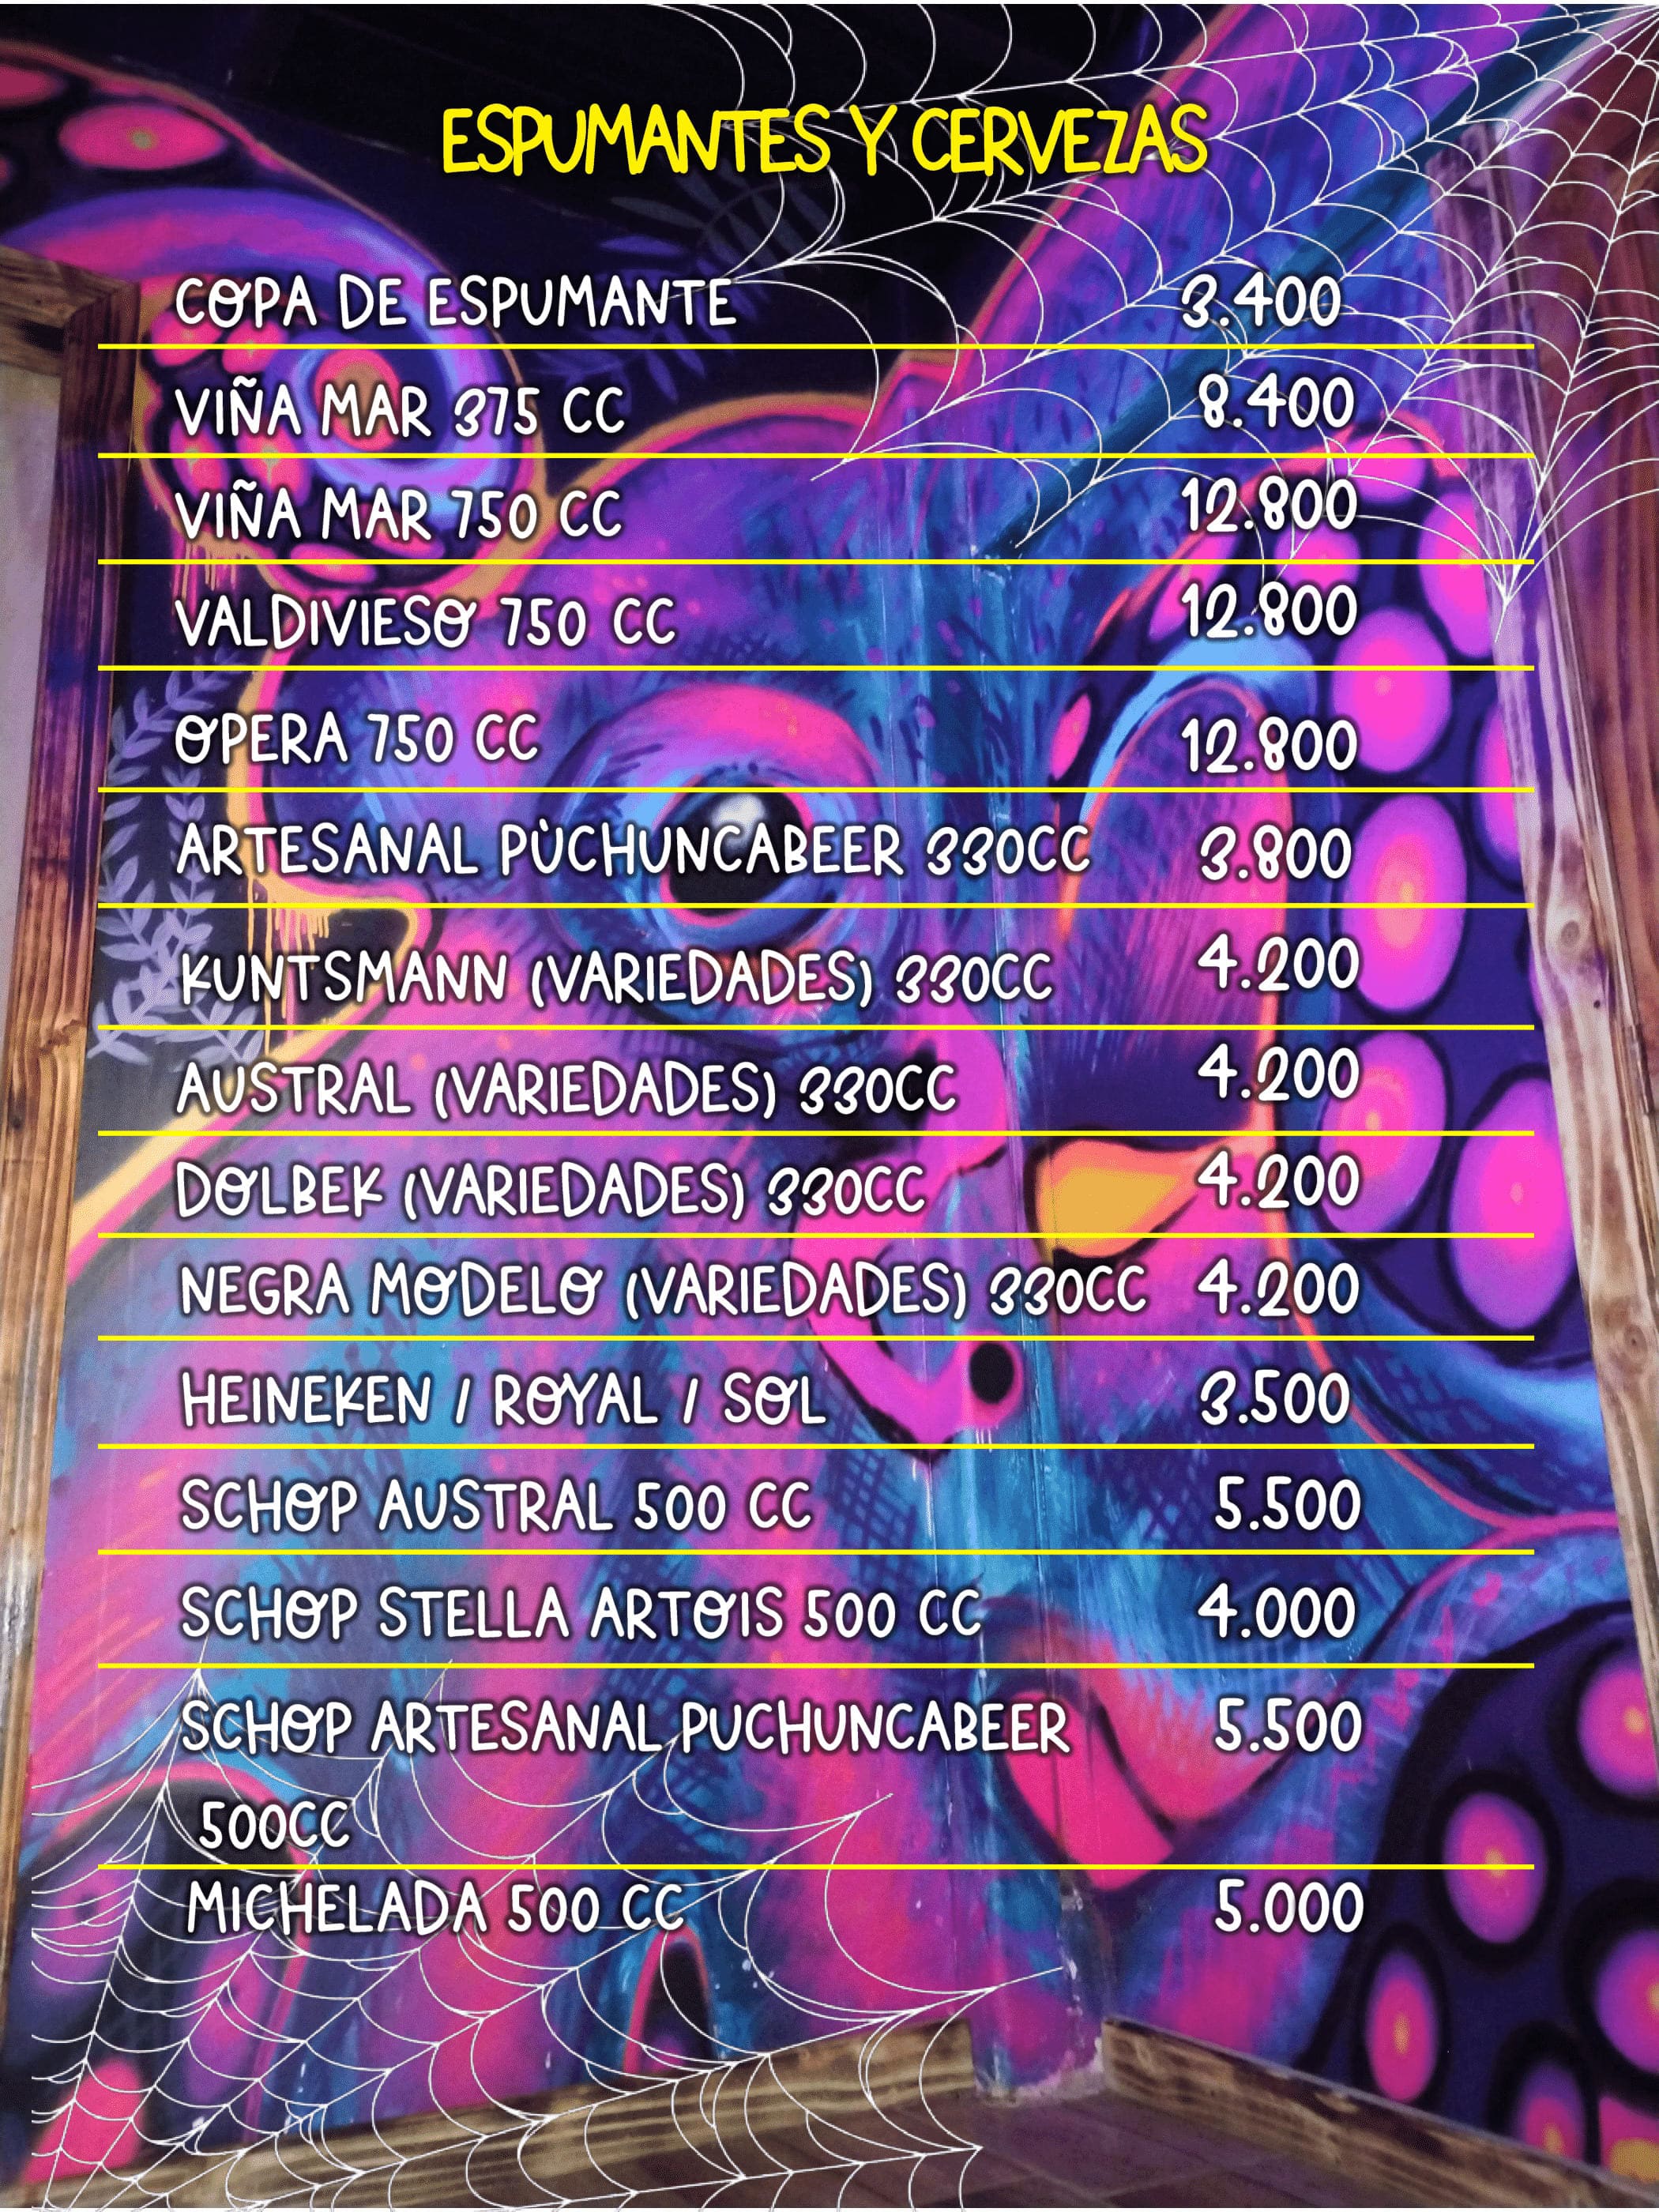 ESPUMANTES Y CERVEZAS
COPA DE ESPUMANTE 3.400
VIÑA MAR 375 CC 8.400
VIÑA MAR 750 CC 12.800
VALDIVIESO 750 CC 12.800
OPERA 750 CC 12.800
ARTESANAL PÙCHUNCABEER 330CC 3.800
KUNTSMANN (VARIEDADES) 330CC 4.200
AUSTRAL (VARIEDADES) 330CC 4.200
DOLBEK (VARIEDADES) 330CC 4.200
NEGRA MODELO (VARIEDADES) 330CC 4.200
HEINEKEN / ROYAL / SOL 3.500
SCHOP AUSTRAL 500 CC 5.500
SCHOP STELLA ARTOIS 500 CC 4.000
SCHOP ARTESANAL PUCHUNCABEER 5.500
500CC
MICHELADA 500 CC 5.000